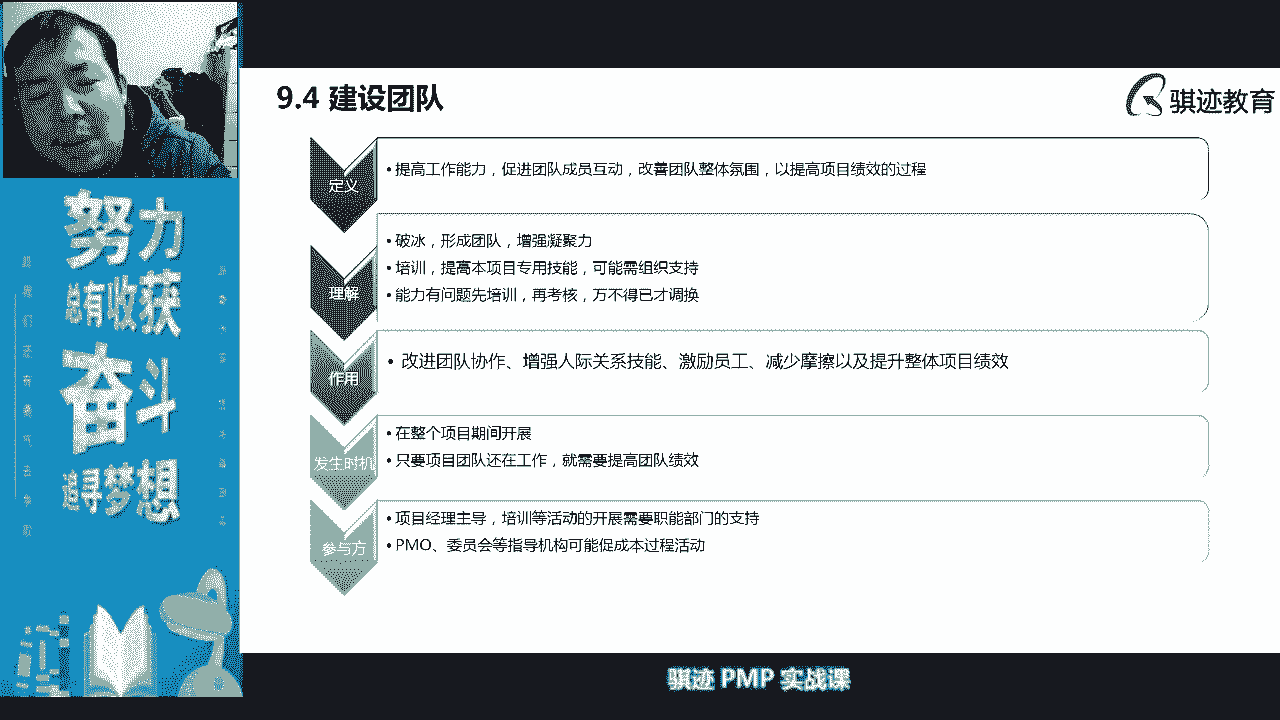 9.4 建设团队
骐迹教育
定义
•提高工作能力，促进团队成员互动，改善团队整体氛围，以提高项目绩效的过程
理解
•破冰，形成团队，增强凝聚力
•培训，提高本项目专用技能，可能需组织支持
•能力有问题先培训，再考核，万不得已才调换
作用
• 改进团队协作、增强人际关系技能、激励员工、减少摩擦以及提升整体项目绩效
发生时机
•在整个项目期间开展
•只要项目团队还在工作，就需要提高团队绩效
参与方
•项目经理主导，培训等活动的开展需要职能部门的支持
•PMO、委员会等指导机构可能促成本过程活动
努力
总有收获
奋斗
追寻梦想
骐迹 PMP 实战课